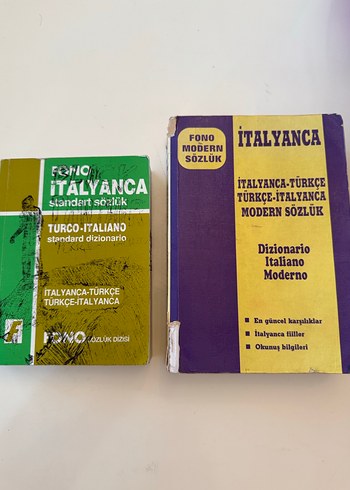 FONO
İTALYANCA
standart sözlük
TURCO-ITALIANO
standard dizionario
İTALYANCA-TÜRKÇE
TÜRKÇE-İTALYANCA
FONO SÖZLÜK DİZİSİ
FONO
MODERN
SÖZLÜK
İTALYANCA
İTALYANCA-TÜRKÇE
TÜRKÇE-İTALYANCA
MODERN SÖZLÜK
Dizionario
Italiano
Moderno
En güncel karşılıklar
İtalyanca fiiller
Okunuş bilgileri